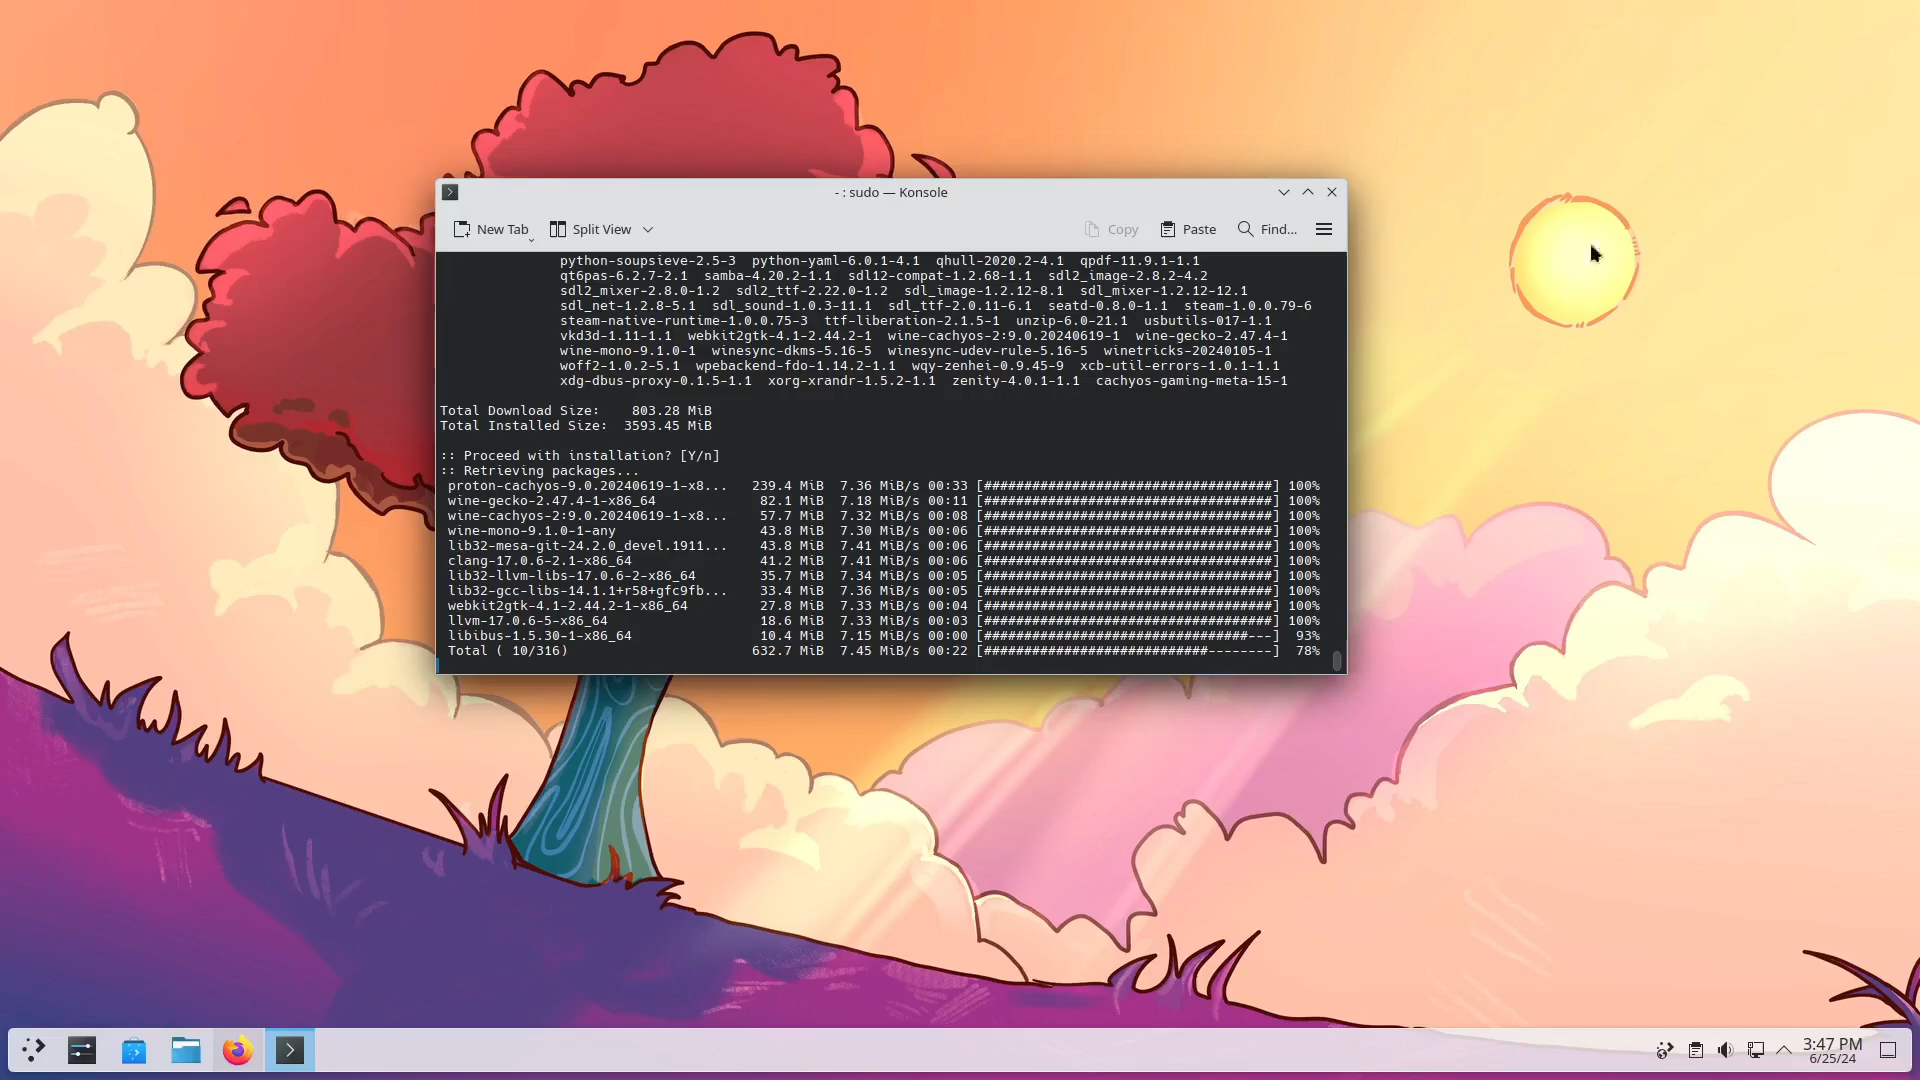 - : sudo — Konsole
New Tab Split View Copy Paste Find...
python-soupsieve-2.5-3 python-yaml-6.0.1-4.1 qhull-2020.2-4.1 qpdf-11.9.1-1.1
qt6pas-6.2.7-2.1 samba-4.20.2-1.1 sdl12-compat-1.2.68-1.1 sdl2_image-2.8.2-4.2
sdl2_mixer-2.8.0-1.2 sdl2_ttf-2.22.0-1.2 sdl_image-1.2.12-8.1 sdl_mixer-1.2.12-12.1
sdl_net-1.2.8-5.1 sdl_sound-1.0.3-11.1 sdl_ttf-2.0.11-6.1 seatd-0.8.0-1.1 steam-1.0.0.79-6
steam-native-runtime-1.0.0.75-3 ttf-liberation-2.1.5-1 unzip-6.0-21.1 usbutils-017-1.1
vkd3d-1.11-1.1 webkit2gtk-4.1-2.44.2-1 wine-cachyos-2:9.0.20240619-1 wine-gecko-2.47.4-1
wine-mono-9.1.0-1 winesync-dkms-5.16-5 winesync-udev-rule-5.16-5 winetricks-20240105-1
woff2-1.0.2-5.1 wpebackend-fdo-1.14.2-1.1 wqy-zenhei-0.9.45-9 xcb-util-errors-1.0.1-1.1
xdg-dbus-proxy-0.1.5-1.1 xorg-xrandr-1.5.2-1.1 zenity-4.0.1-1.1 cachyos-gaming-meta-15-1
Total Download Size: 803.28 MiB
Total Installed Size: 3593.45 MiB
:: Proceed with installation? [Y/n]
:: Retrieving packages...
proton-cachyos-9.0.20240619-1-x8... 239.4 MiB 7.36 MiB/s 00:33 [####################################] 100%
wine-gecko-2.47.4-1-x86_64 82.1 MiB 7.18 MiB/s 00:11 [####################################] 100%
wine-cachyos-2:9.0.20240619-1-x8... 57.7 MiB 7.32 MiB/s 00:08 [####################################] 100%
wine-mono-9.1.0-1-any 43.8 MiB 7.30 MiB/s 00:06 [####################################] 100%
lib32-mesa-git-24.2.0_devel.1911... 43.8 MiB 7.41 MiB/s 00:06 [####################################] 100%
clang-17.0.6-2.1-x86_64 41.2 MiB 7.41 MiB/s 00:06 [####################################] 100%
lib32-llvm-libs-17.0.6-2-x86_64 35.7 MiB 7.34 MiB/s 00:05 [####################################] 100%
lib32-gcc-libs-14.1.1+r58+gfc9fb... 33.4 MiB 7.36 MiB/s 00:05 [####################################] 100%
webkit2gtk-4.1-2.44.2-1-x86_64 27.8 MiB 7.33 MiB/s 00:04 [####################################] 100%
llvm-17.0.6-5-x86_64 18.6 MiB 7.33 MiB/s 00:03 [####################################] 100%
libibus-1.5.30-1-x86_64 10.4 MiB 7.15 MiB/s 00:00 [#################################---] 93%
Total ( 10/316) 632.7 MiB 7.45 MiB/s 00:22 [############################--------] 78%
3:47 PM
6/25/24